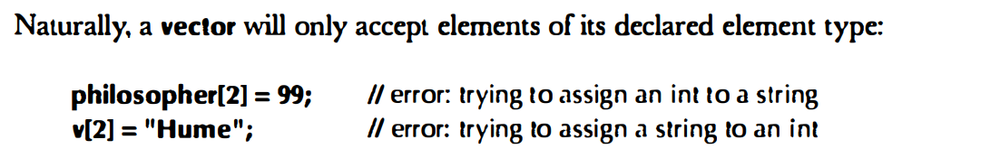 Naturally, a vector will only accept elements of its declared element type:
philosopher[2] = 99; // error: trying to assign an int to a string
v[2] = "Hume"; // error: trying to assign a string to an int